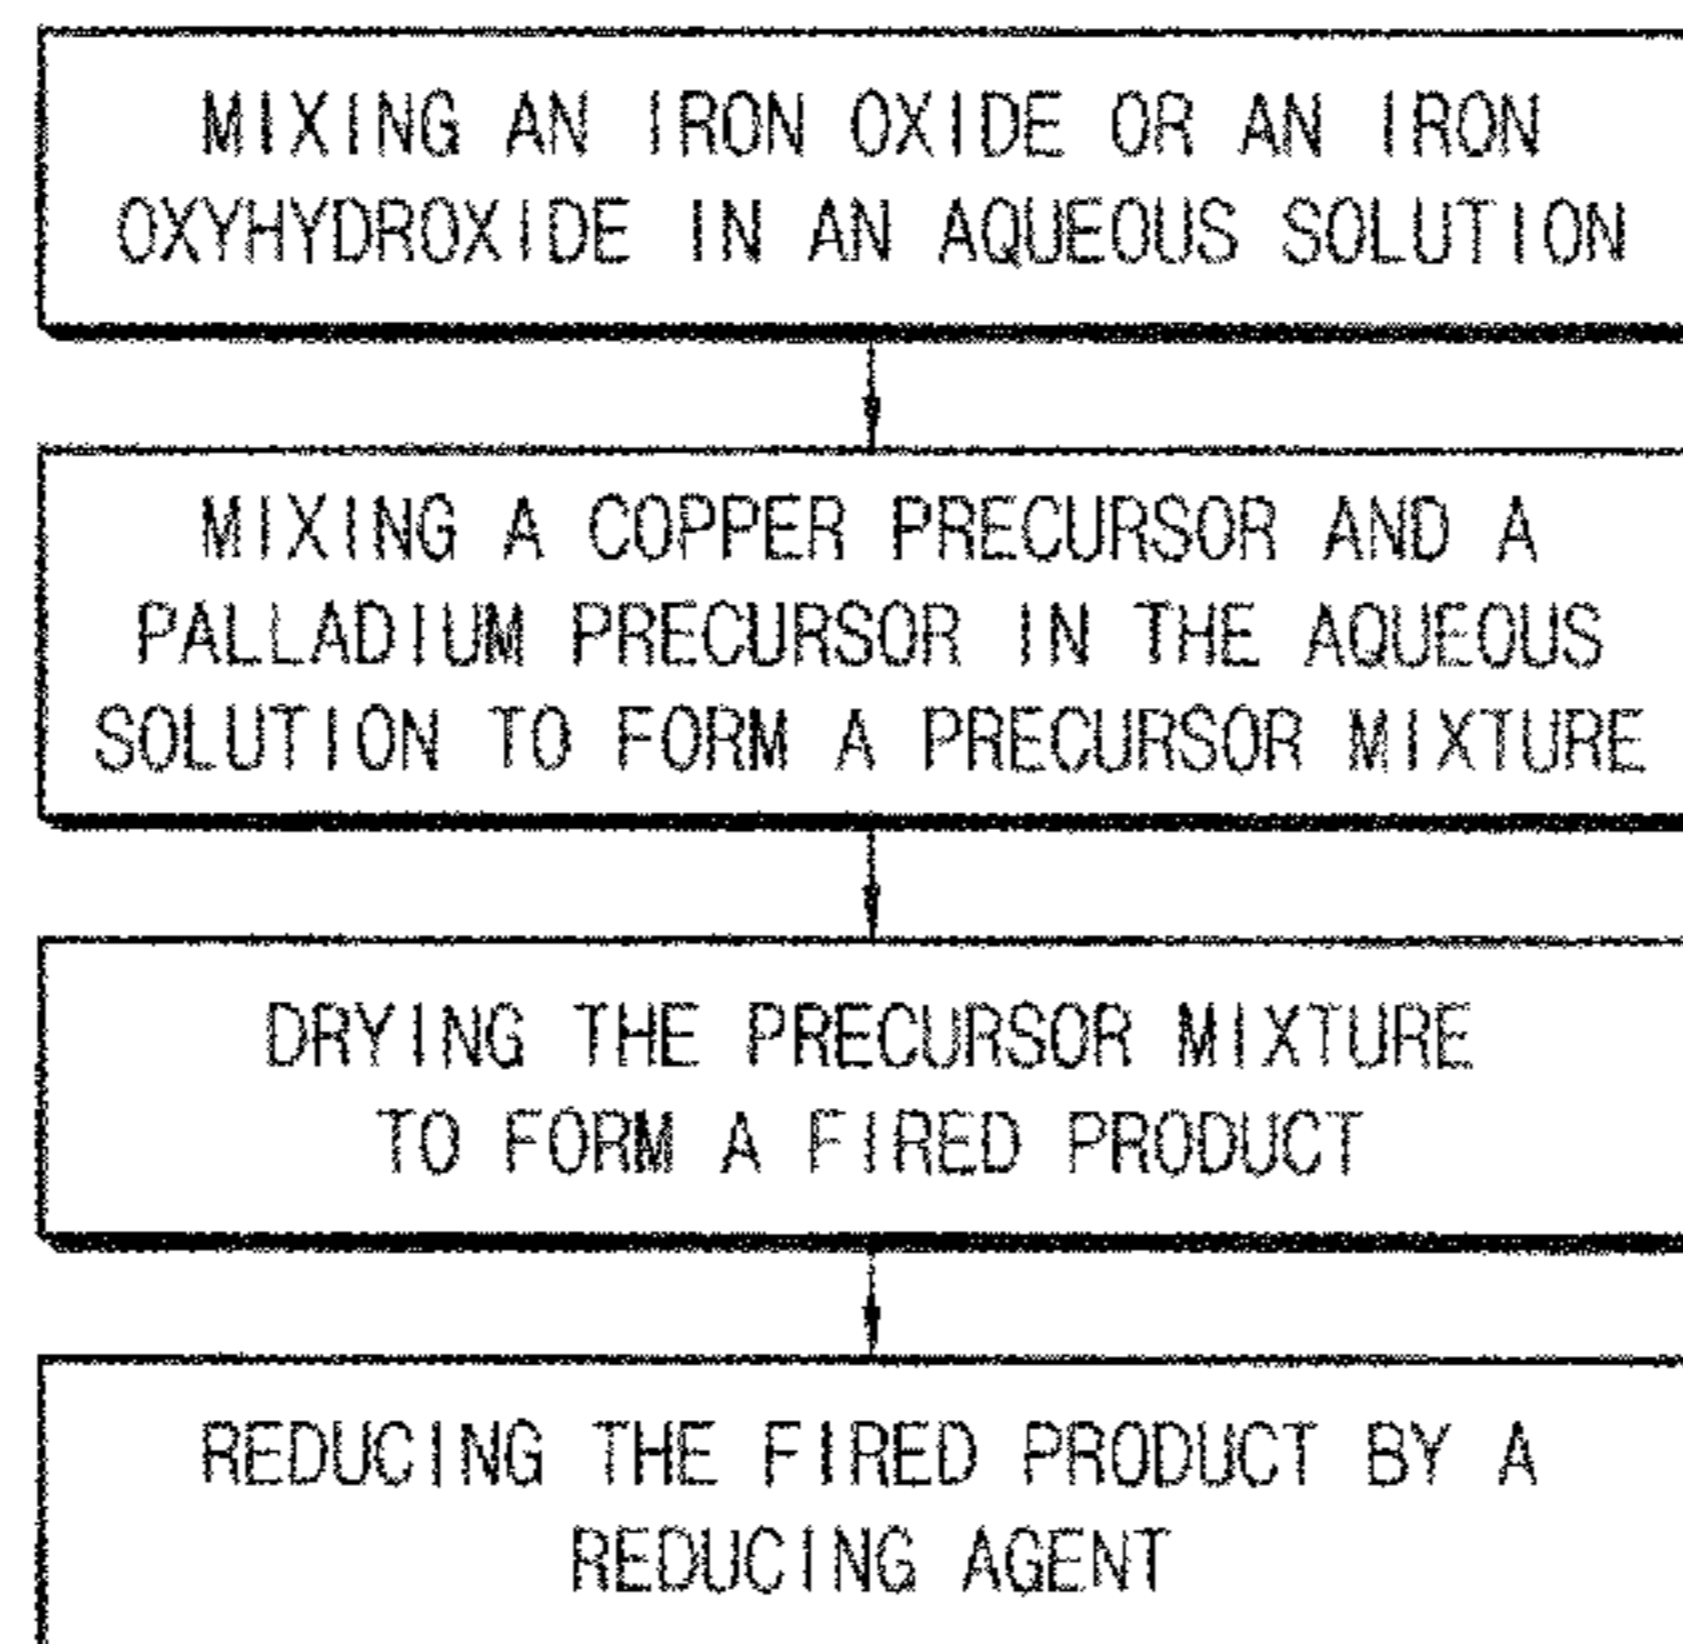 MIXING AN IRON OXIDE OR AN IRON
OXYHYDROXIDE IN AN AQUEOUS SOLUTION
MIXING A COPPER PRECURSOR AND A
PALLADIUM PRECURSOR IN THE AQUEOUS
SOLUTION TO FORM A PRECURSOR MIXTURE
DRYING THE PRECURSOR MIXTURE
TO FORM A FIRED PRODUCT
REDUCING THE FIRED PRODUCT BY A
REDUCING AGENT